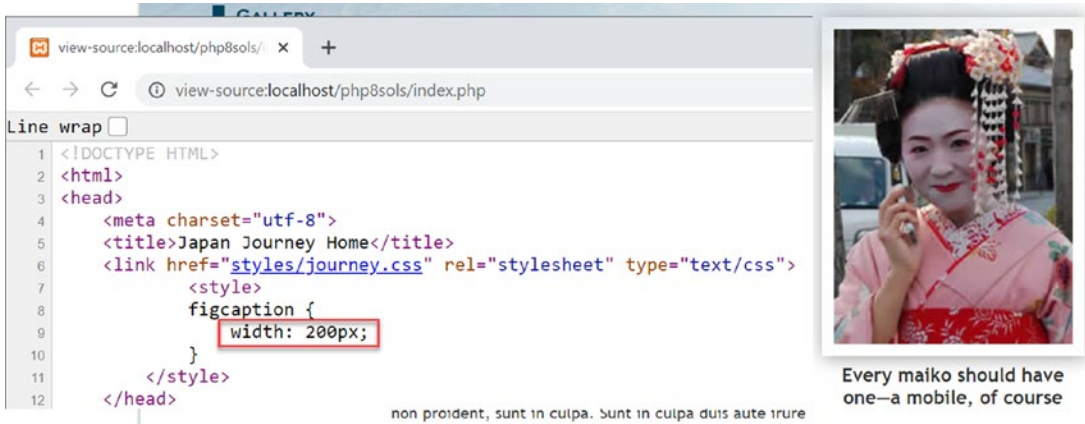 GALLERY
view-source:localhost/php8sols/
view-source:localhost/php8sols/index.php
Line wrap
1 <!DOCTYPE HTML>
2 <html>
3 <head>
4 <meta charset="utf-8">
5 <title>Japan Journey Home</title>
6 <link href="styles/journey.css" rel="stylesheet" type="text/css">
7 <style>
8 figcaption {
9 width: 200px;
10 }
11 </style>
12 </head>
Every maiko should have
one—a mobile, of course
non proident, sunt in culpa. Sunt in culpa duis aute irure